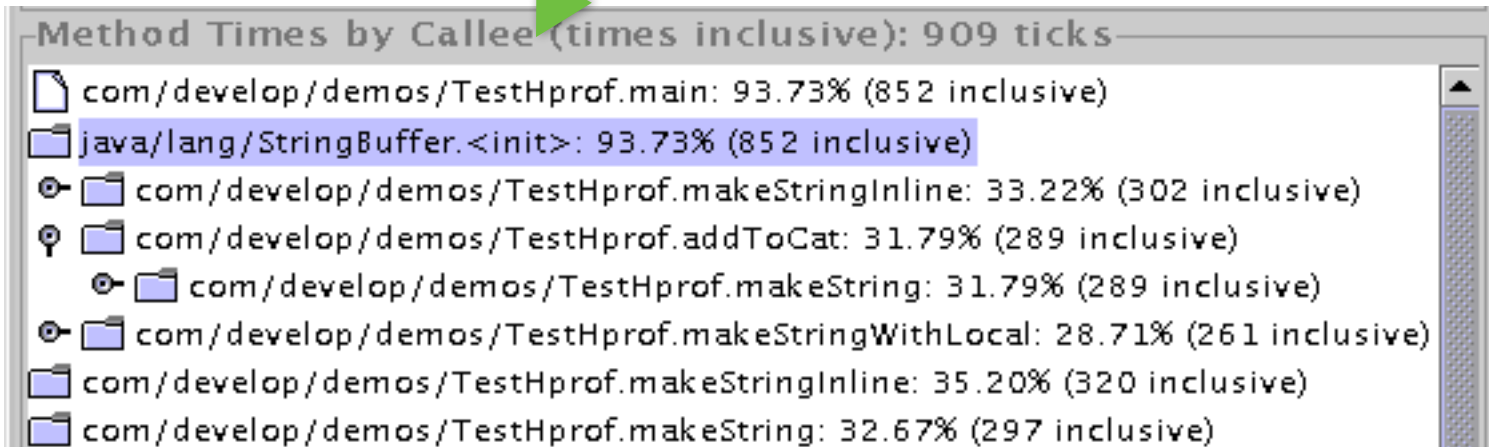 Method Times by Callee (times inclusive): 909 ticks
com/develop/demos/TestHprof.main: 93.73% (852 inclusive)
java/lang/StringBuffer.<init>: 93.73% (852 inclusive)
com/develop/demos/TestHprof.makeStringInline: 33.22% (302 inclusive)
com/develop/demos/TestHprof.addToCat: 31.79% (289 inclusive)
com/develop/demos/TestHprof.makeString: 31.79% (289 inclusive)
com/develop/demos/TestHprof.makeStringWithLocal: 28.71% (261 inclusive)
com/develop/demos/TestHprof.makeStringInline: 35.20% (320 inclusive)
com/develop/demos/TestHprof.makeString: 32.67% (297 inclusive)